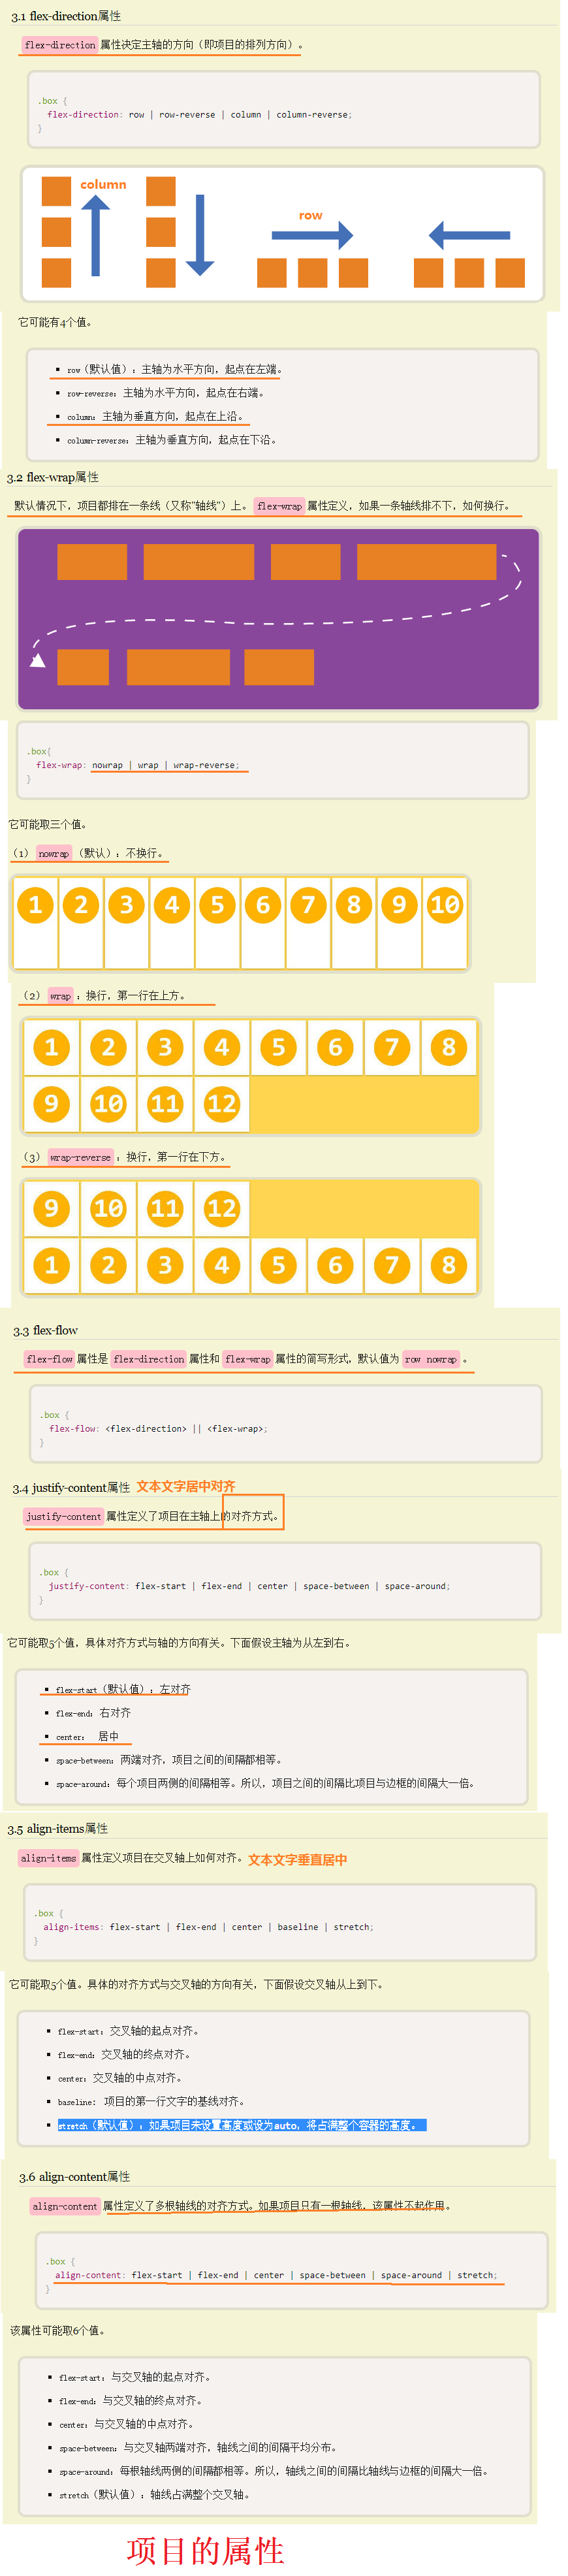 3.1 flex-direction属性
flex-direction 属性决定主轴的方向（即项目的排列方向）。
.box {
flex-direction: row | row-reverse | column | column-reverse;
}
column
row
它可能有4个值。
row（默认值）：主轴为水平方向，起点在左端。
row-reverse：主轴为水平方向，起点在右端。
column：主轴为垂直方向，起点在上沿。
column-reverse：主轴为垂直方向，起点在下沿。
3.2 flex-wrap属性
默认情况下，项目都排在一条线（又称"轴线"）上。 flex-wrap 属性定义，如果一条轴线排不下，如何换行。
.box{
flex-wrap: nowrap | wrap | wrap-reverse;
}
它可能取三个值。
（1） nowrap （默认）：不换行。
1 2 3 4 5 6 7 8 9 10
（2） wrap ：换行，第一行在上方。
1 2 3 4 5 6 7 8
9 10 11 12
（3） wrap-reverse ：换行，第一行在下方。
9 10 11 12
1 2 3 4 5 6 7 8
3.3 flex-flow
flex-flow 属性是 flex-direction 属性和 flex-wrap 属性的简写形式，默认值为 row nowrap 。
.box {
flex-flow: <flex-direction> || <flex-wrap>;
}
3.4 justify-content属性 文本文字居中对齐
justify-content 属性定义了项目在主轴上的对齐方式。
.box {
justify-content: flex-start | flex-end | center | space-between | space-around;
}
它可能取5个值，具体对齐方式与轴的方向有关。下面假设主轴为从左到右。
flex-start（默认值）：左对齐
flex-end：右对齐
center： 居中
space-between：两端对齐，项目之间的间隔都相等。
space-around：每个项目两侧的间隔相等。所以，项目之间的间隔比项目与边框的间隔大一倍。
3.5 align-items属性
align-items 属性定义项目在交叉轴上如何对齐。 文本文字垂直居中
.box {
align-items: flex-start | flex-end | center | baseline | stretch;
}
它可能取5个值。具体的对齐方式与交叉轴的方向有关，下面假设交叉轴从上到下。
flex-start：交叉轴的起点对齐。
flex-end：交叉轴的终点对齐。
center：交叉轴的中点对齐。
baseline: 项目的第一行文字的基线对齐。
stretch（默认值）：如果项目未设置高度或设为auto，将占满整个容器的高度。
3.6 align-content属性
align-content 属性定义了多根轴线的对齐方式。如果项目只有一根轴线，该属性不起作用。
.box {
align-content: flex-start | flex-end | center | space-between | space-around | stretch;
}
该属性可能取6个值。
flex-start：与交叉轴的起点对齐。
flex-end：与交叉轴的终点对齐。
center：与交叉轴的中点对齐。
space-between：与交叉轴两端对齐，轴线之间的间隔平均分布。
space-around：每根轴线两侧的间隔都相等。所以，轴线之间的间隔比轴线与边框的间隔大一倍。
stretch（默认值）：轴线占满整个交叉轴。
项目的属性